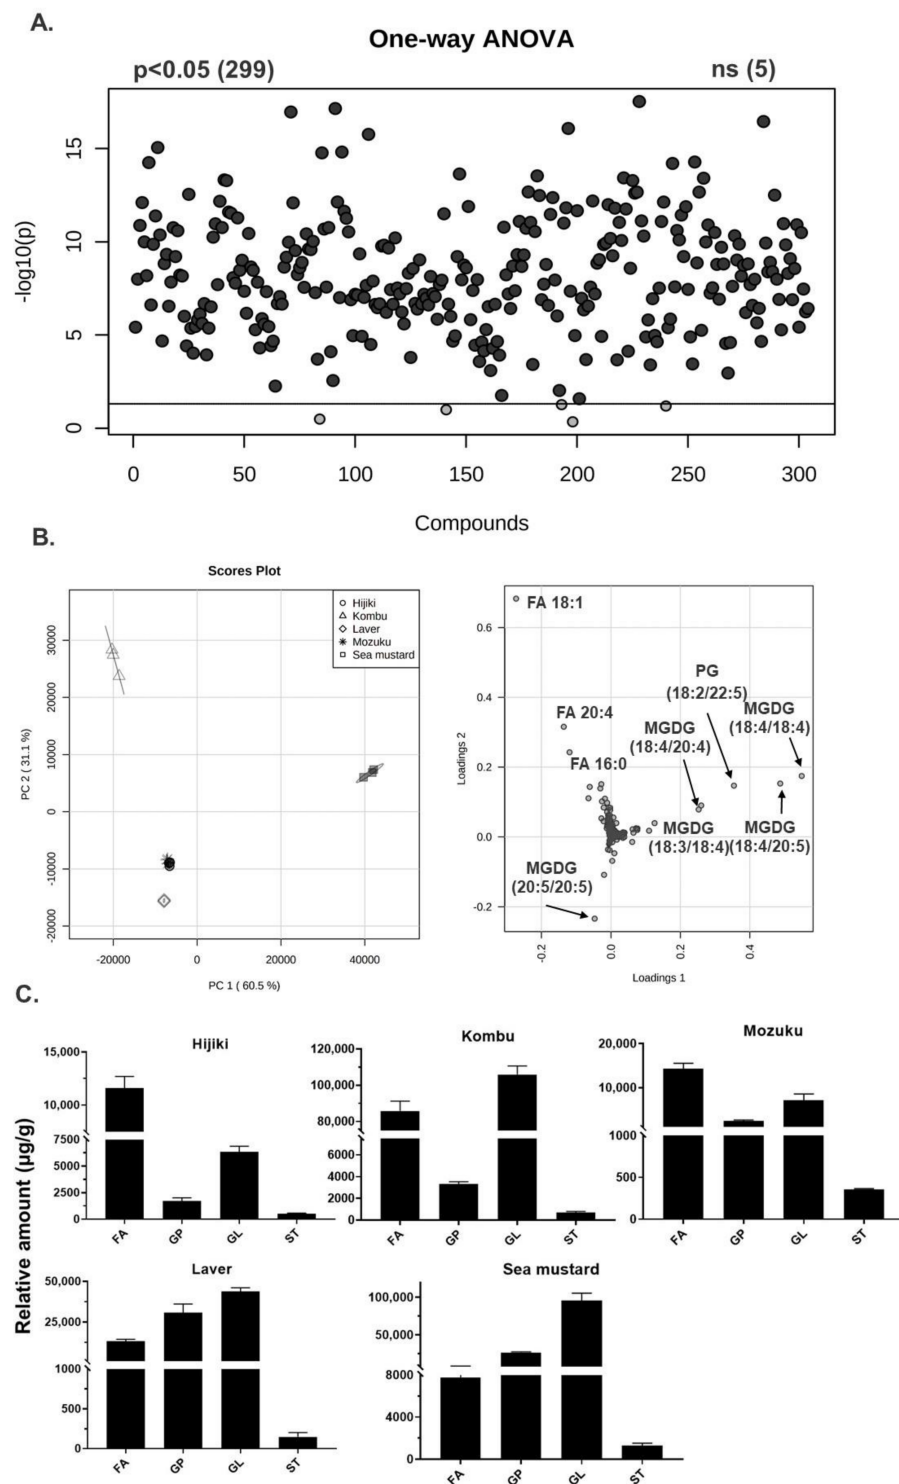 A.
One-way ANOVA
p<0.05 (299)
ns (5)
-log10(p)
15
10
5
0
0 50 100 150 200 250 300
Compounds
B.
Scores Plot
Hijiki
Kombu
Laver
Mozuku
Sea mustard
PC 2 ( 31.1 %)
30000
20000
10000
0
-10000
-20000
-20000 0 20000 40000
PC 1 ( 60.5 %)
Loadings 2
0.6
0.4
0.2
0.0
-0.2
FA 18:1
PG
(18:2/22:5)
FA 20:4
MGDG
(18:4/18:4)
MGDG
(18:4/20:4)
FA 16:0
MGDG
(18:3/18:4)
MGDG
(18:4/20:5)
MGDG
(20:5/20:5)
-0.2 0.0 0.2 0.4
Loadings 1
C.
Relative amount (µg/g)
Hijiki
15,000
10,000
7500
5000
2500
0
FA GP GL ST
Kombu
120,000
100,000
80,000
6000
4000
2000
0
FA GP GL ST
Mozuku
20,000
10,000
1000
500
0
FA GP GL ST
Laver
50,000
25,000
1000
500
0
FA GP GL ST
Sea mustard
100,000
50,000
8000
4000
0
FA GP GL ST